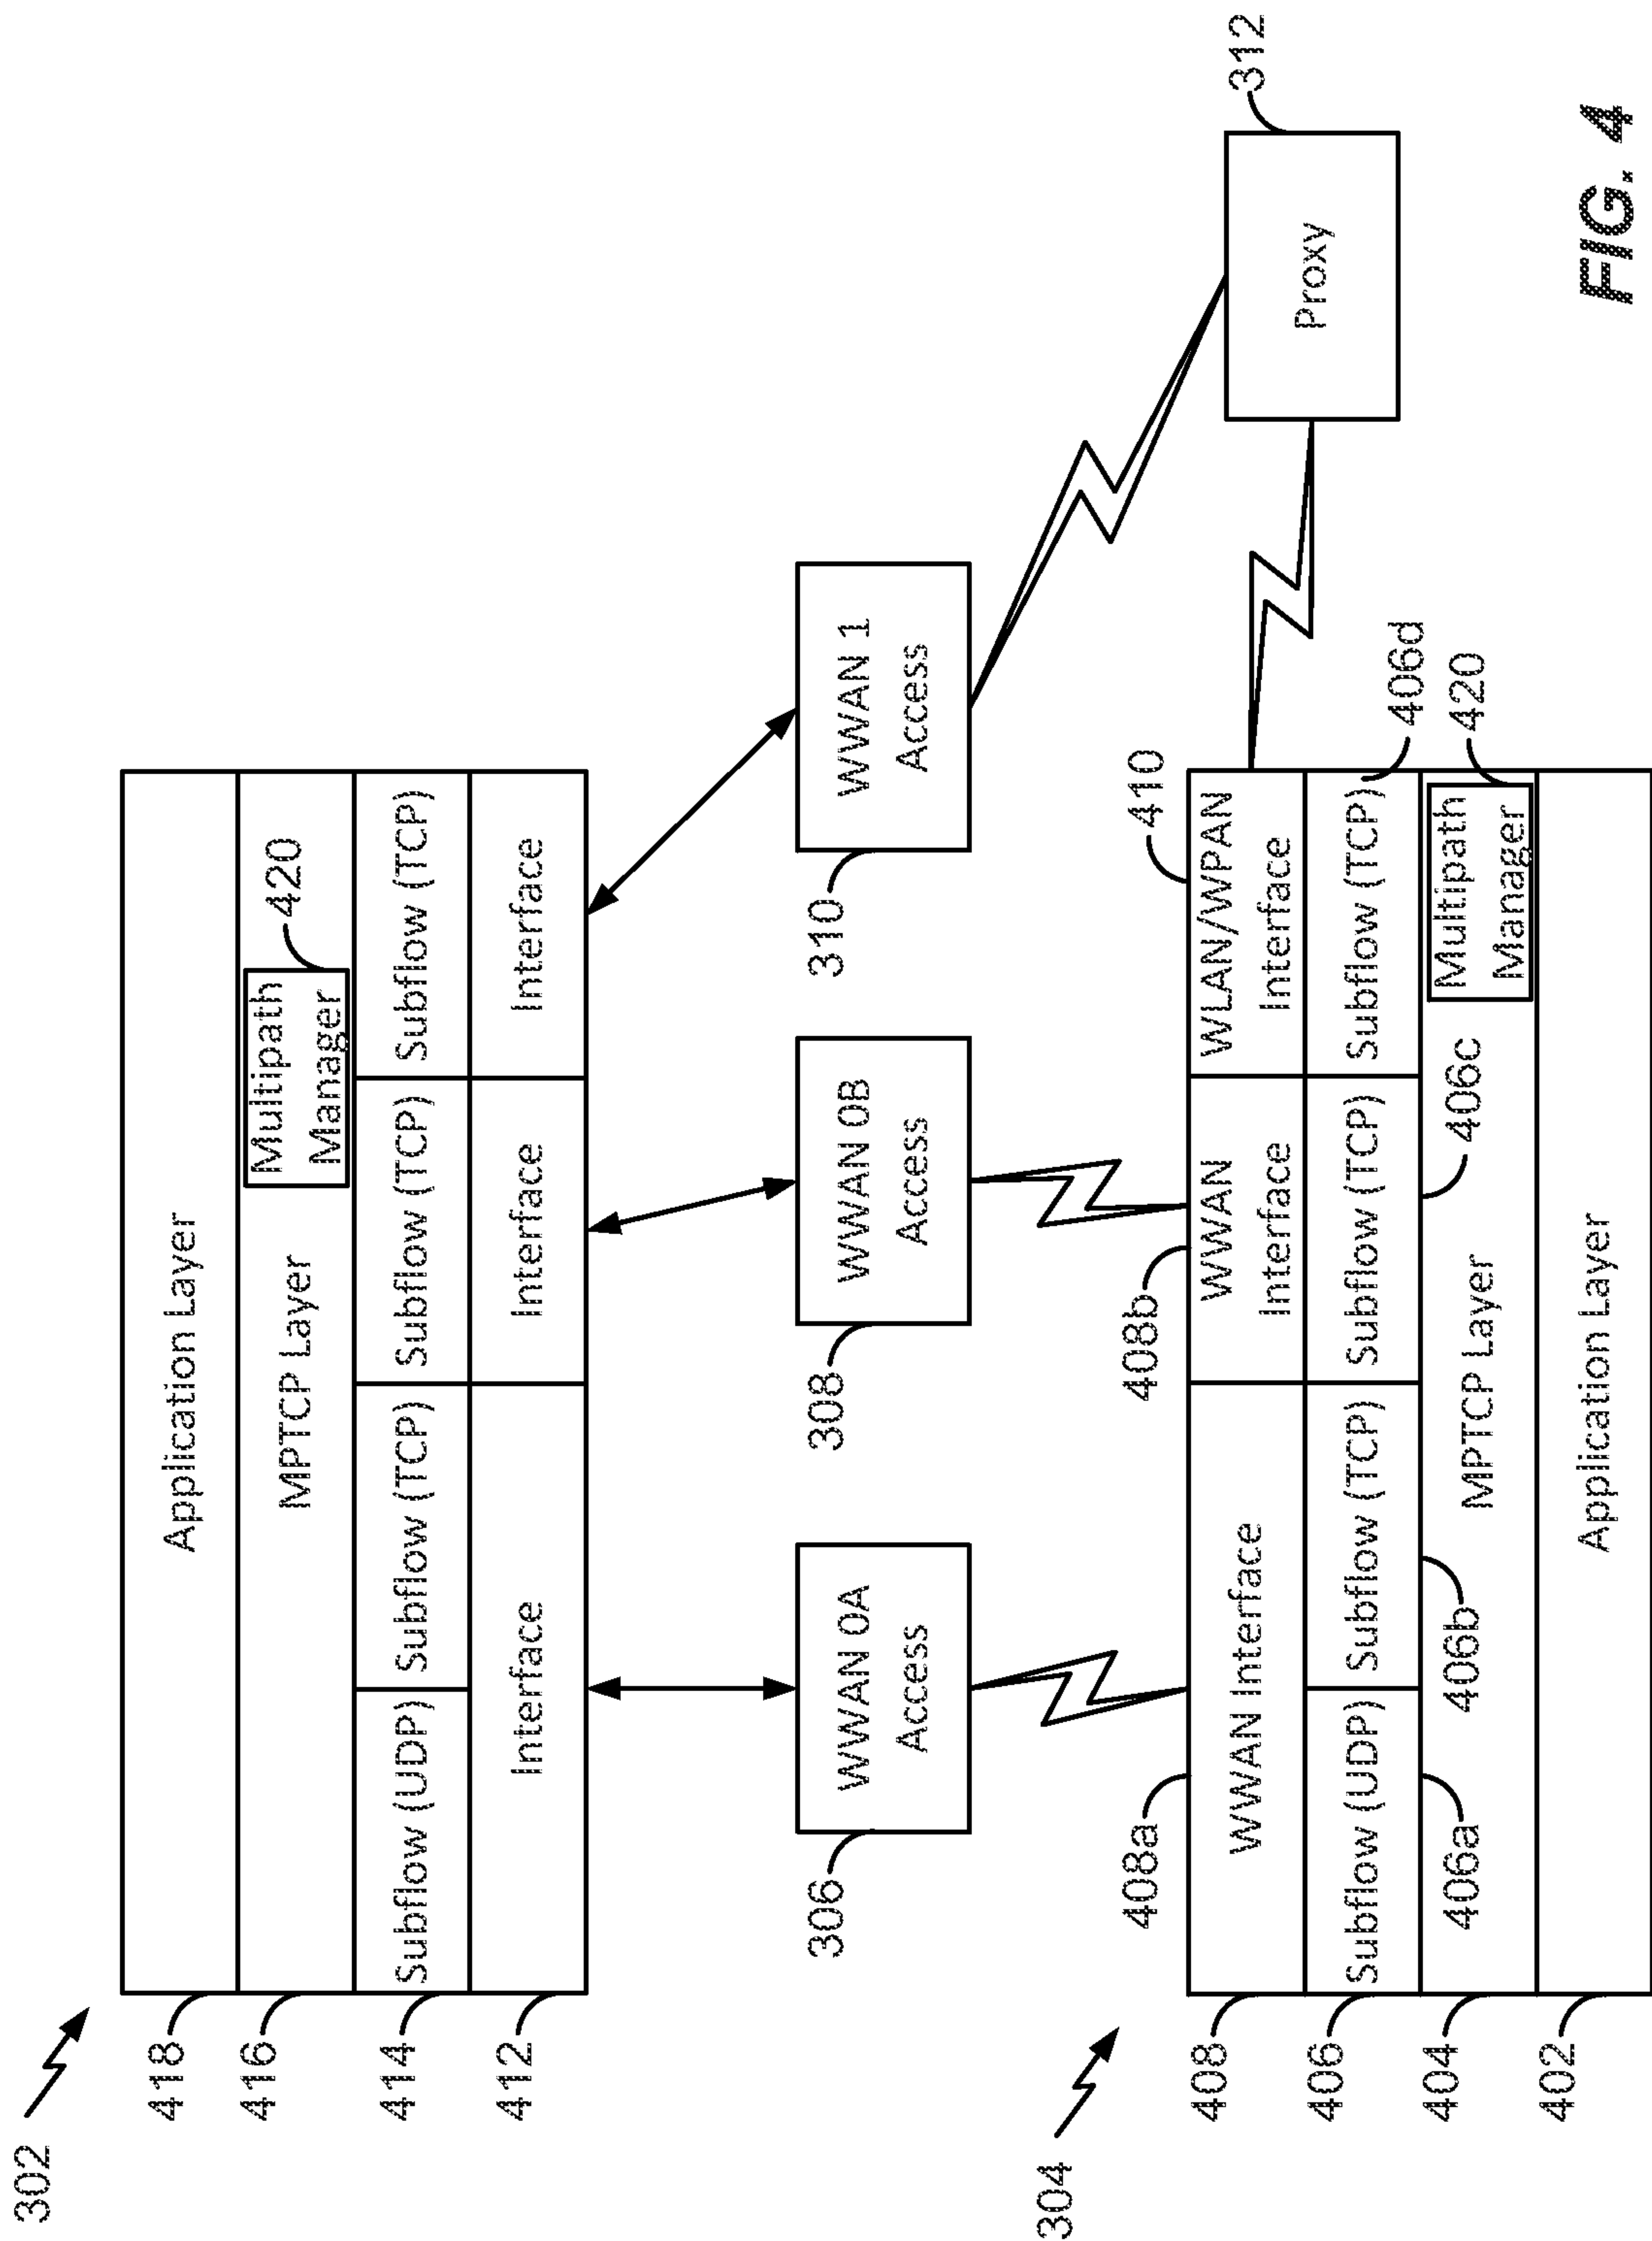 302
418
Application Layer
416
MPTCP Layer
Multipath
Manager
420
414
Subflow (UDP)
Subflow (TCP)
Subflow (TCP)
Subflow (TCP)
412
Interface
Interface
Interface
306
WWAN 0A
Access
308
WWAN 0B
Access
310
WWAN 1
Access
304
408a
408b
410
408
WWAN Interface
WWAN
Interface
WLAN/WPAN
Interface
406
Subflow (UDP)
Subflow (TCP)
Subflow (TCP)
Subflow (TCP)
406a
406b
406c
406d
404
MPTCP Layer
Multipath
Manager
420
402
Application Layer
Proxy
312
FIG. 4